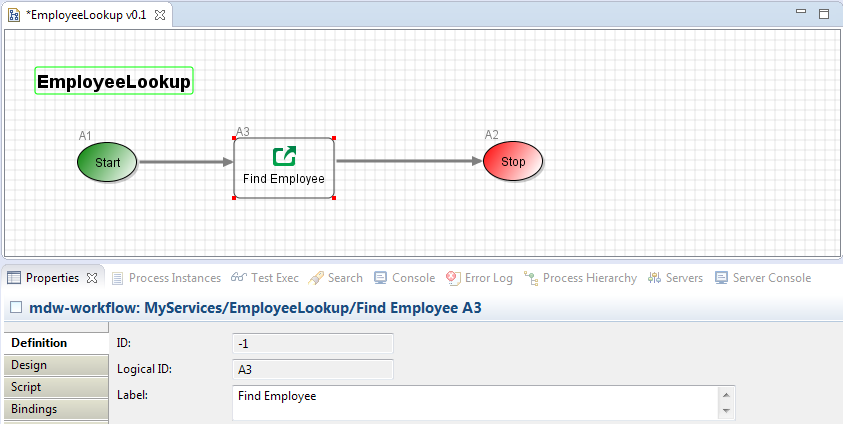 *EmployeeLookup v0.1
EmployeeLookup
A1
A3
A2
Start
Find Employee
Stop
Properties Process Instances Test Exec Search Console Error Log Process Hierarchy Servers Server Console
mdw-workflow: MyServices/EmployeeLookup/Find Employee A3
Definition
ID: -1
Design
Logical ID: A3
Script
Label: Find Employee
Bindings